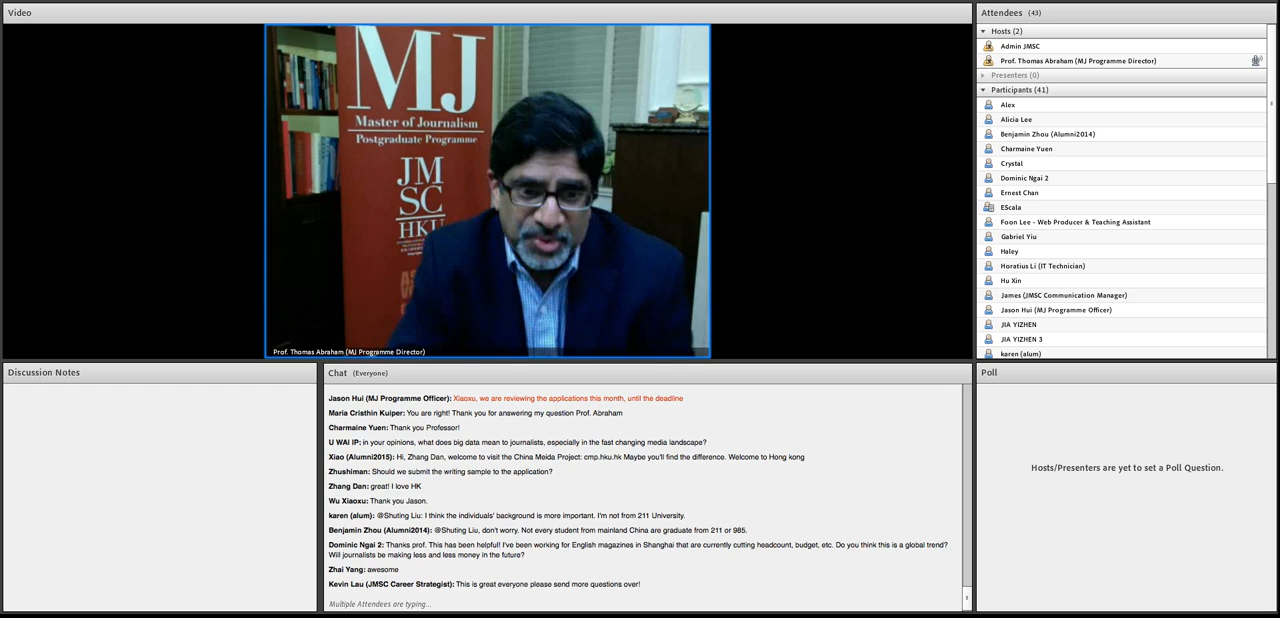 Video
MJ
Master of Journalism
Postgraduate Programme
JM
SC
HKU
Prof. Thomas Abraham (MJ Programme Director)
Attendees (43)
Hosts (2)
Admin JMSC
Prof. Thomas Abraham (MJ Programme Director)
Presenters (0)
Participants (41)
Alex
Alicia Lee
Benjamin Zhou (Alumni2014)
Charmaine Yuen
Crystal
Dominic Ngai 2
Ernest Chan
EScala
Foon Lee - Web Producer & Teaching Assistant
Gabriel Yiu
Haley
Horatius Li (IT Technician)
Hu Xin
James (JMSC Communication Manager)
Jason Hui (MJ Programme Officer)
JIA YIZHEN
JIA YIZHEN 3
karen (alum)
Discussion Notes
Chat (Everyone)
Jason Hui (MJ Programme Officer): Xiaoxu, we are reviewing the applications this month, until the deadline
Maria Cristhin Kuiper: You are right! Thank you for answering my question Prof. Abraham
Charmaine Yuen: Thank you Professor!
U WAI IP: in your opinions, what does big data mean to journalists, especially in the fast changing media landscape?
Xiao (Alumni2015): Hi, Zhang Dan, welcome to visit the China Meida Project: cmp.hku.hk Maybe you'll find the difference. Welcome to Hong kong
Zhushiman: Should we submit the writing sample to the application?
Zhang Dan: great! I love HK
Wu Xiaoxu: Thank you Jason.
karen (alum): @Shuting Liu: I think the individuals' background is more important. I'm not from 211 University.
Benjamin Zhou (Alumni2014): @Shuting Liu, don't worry. Not every student from mainland China are graduate from 211 or 985.
Dominic Ngai 2: Thanks prof. This has been helpful! I've been working for English magazines in Shanghai that are currently cutting headcount, budget, etc. Do you think this is a global trend?
Will journalists be making less and less money in the future?
Zhai Yang: awesome
Kevin Lau (JMSC Career Strategist): This is great everyone please send more questions over!
Multiple Attendees are typing...
Poll
Hosts/Presenters are yet to set a Poll Question.